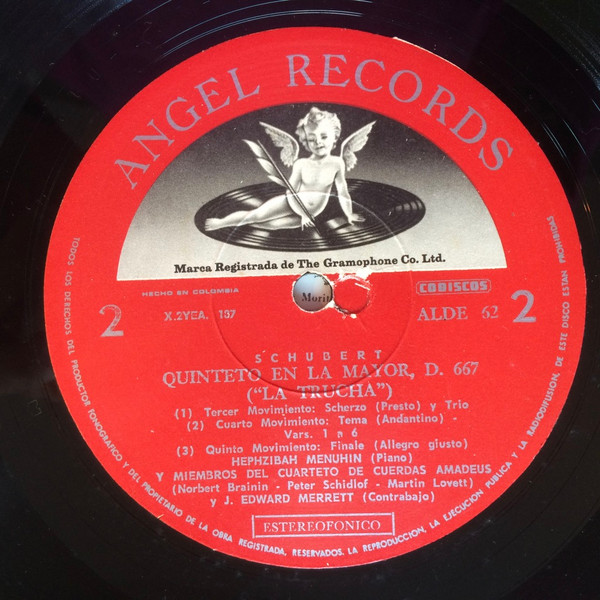 ANGEL RECORDS
Marca Registrada de The Gramophone Co. Ltd.
HECHO EN COLOMBIA
CODISCOS
2
X.2YEA. 137
ALDE 62
2
SCHUBERT
QUINTETO EN LA MAYOR, D. 667
("LA TRUCHA")
(1) Tercer Movimiento: Scherzo (Presto) y Trio
(2) Cuarto Movimiento: Tema (Andantino) -
Vars. 1 a 6
(3) Quinto Movimiento: Finale (Allegro giusto)
HEPHZIBAH MENUHIN (Piano)
Y MIEMBROS DEL CUARTETO DE CUERDAS AMADEUS
(Norbert Brainin - Peter Schidlof - Martin Lovett)
y J. EDWARD MERRETT (Contrabajo)
ESTEREOFONICO
TODOS LOS DERECHOS DEL PRODUCTOR FONOGRAFICO Y DEL PROPIETARIO DE LA OBRA REGISTRADA, RESERVADOS. LA REPRODUCCION, LA EJECUCION PUBLICA Y LA RADIODIFUSION, DE ESTE DISCO ESTAN PROHIBIDAS